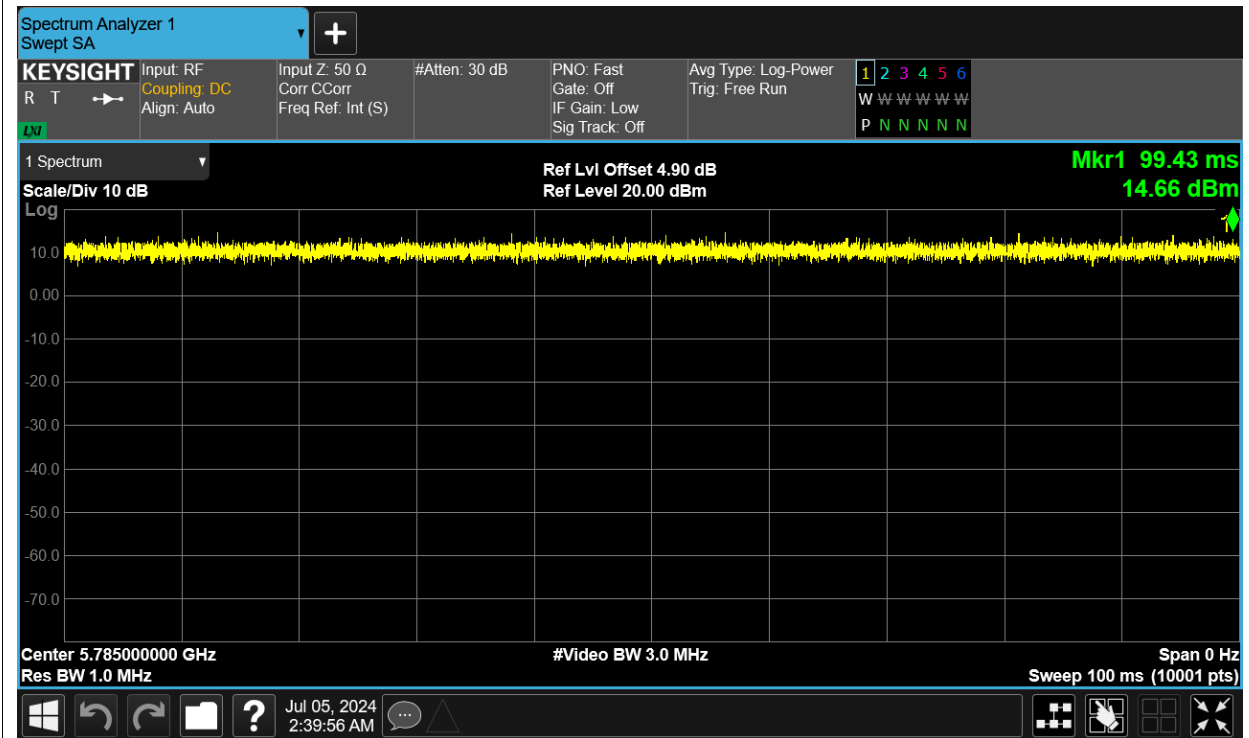 Spectrum Analyzer 1
Swept SA
KEYSIGHT
R T
LXI
Input: RF
Coupling: DC
Align: Auto
Input Z: 50 Ω
Corr CCorr
Freq Ref: Int (S)
#Atten: 30 dB
PNO: Fast
Gate: Off
IF Gain: Low
Sig Track: Off
Avg Type: Log-Power
Trig: Free Run
1 2 3 4 5 6
W W W W W W
P N N N N N
1 Spectrum
Scale/Div 10 dB
Ref Lvl Offset 4.90 dB
Ref Level 20.00 dBm
Mkr1 99.43 ms
14.66 dBm
Log
1
10.0
0.00
-10.0
-20.0
-30.0
-40.0
-50.0
-60.0
-70.0
Center 5.785000000 GHz
Res BW 1.0 MHz
#Video BW 3.0 MHz
Span 0 Hz
Sweep 100 ms (10001 pts)
?
Jul 05, 2024
2:39:56 AM